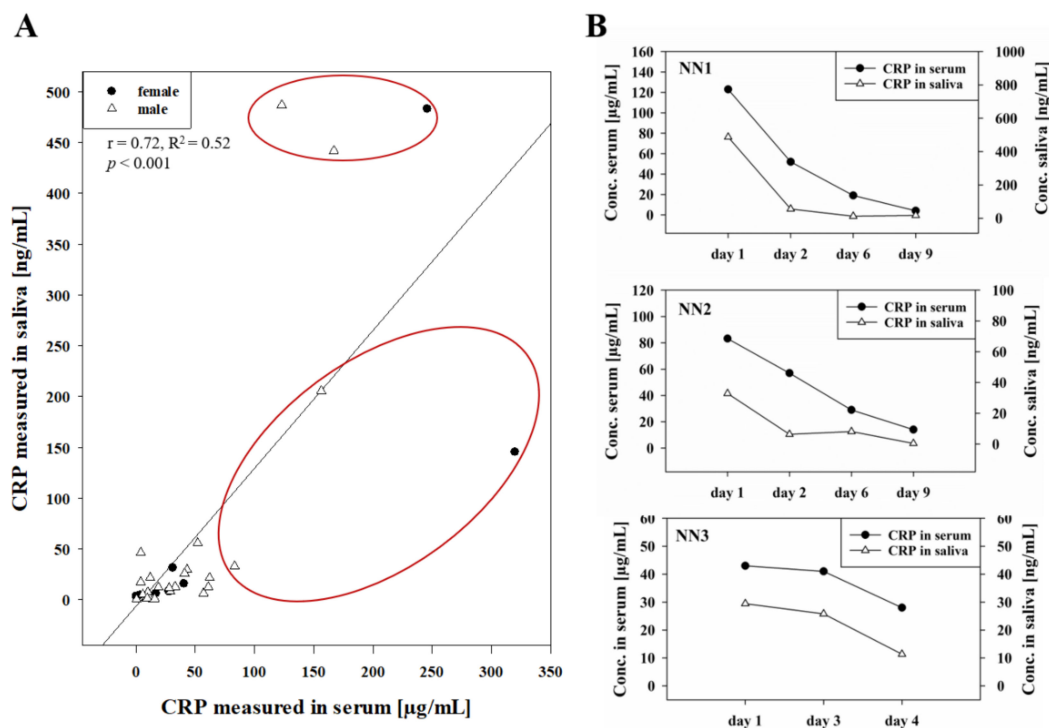 A
CRP measured in saliva [ng/mL]
500
450
400
350
300
250
200
150
100
50
0
female
male
r = 0.72, R² = 0.52
p < 0.001
0 50 100 150 200 250 300 350
CRP measured in serum [µg/mL]
B
NN1
CRP in serum
CRP in saliva
Conc. serum [µg/mL]
160
140
120
100
80
60
40
20
0
Conc. saliva [ng/mL]
1000
800
600
400
200
0
day 1 day 2 day 6 day 9
NN2
CRP in serum
CRP in saliva
Conc. serum [µg/mL]
120
100
80
60
40
20
0
Conc. saliva [ng/mL]
100
80
60
40
20
0
day 1 day 2 day 6 day 9
NN3
CRP in serum
CRP in saliva
Conc. in serum [µg/mL]
60
50
40
30
20
10
0
Conc. in saliva [ng/mL]
60
50
40
30
20
10
0
day 1 day 3 day 4